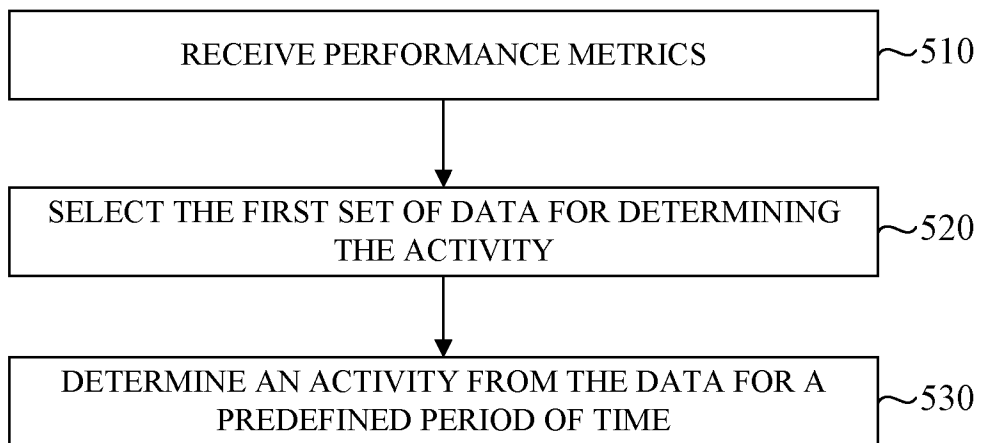 RECEIVE PERFORMANCE METRICS
510
SELECT THE FIRST SET OF DATA FOR DETERMINING
THE ACTIVITY
520
DETERMINE AN ACTIVITY FROM THE DATA FOR A
PREDEFINED PERIOD OF TIME
530